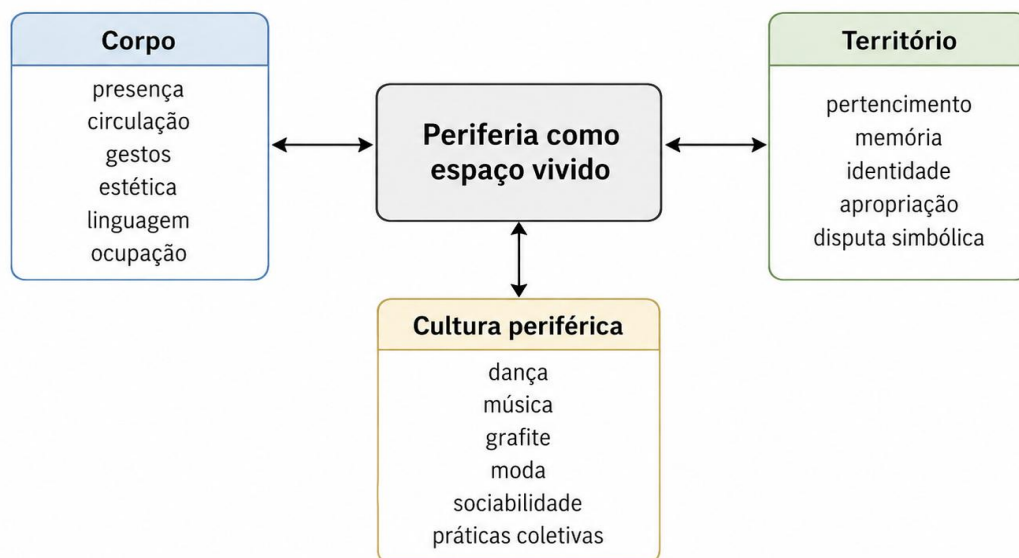 Corpo
presença
circulação
gestos
estética
linguagem
ocupação
Periferia como
espaço vivido
Território
pertencimento
memória
identidade
apropriação
disputa simbólica
Cultura periférica
dança
música
grafite
moda
sociabilidade
práticas coletivas